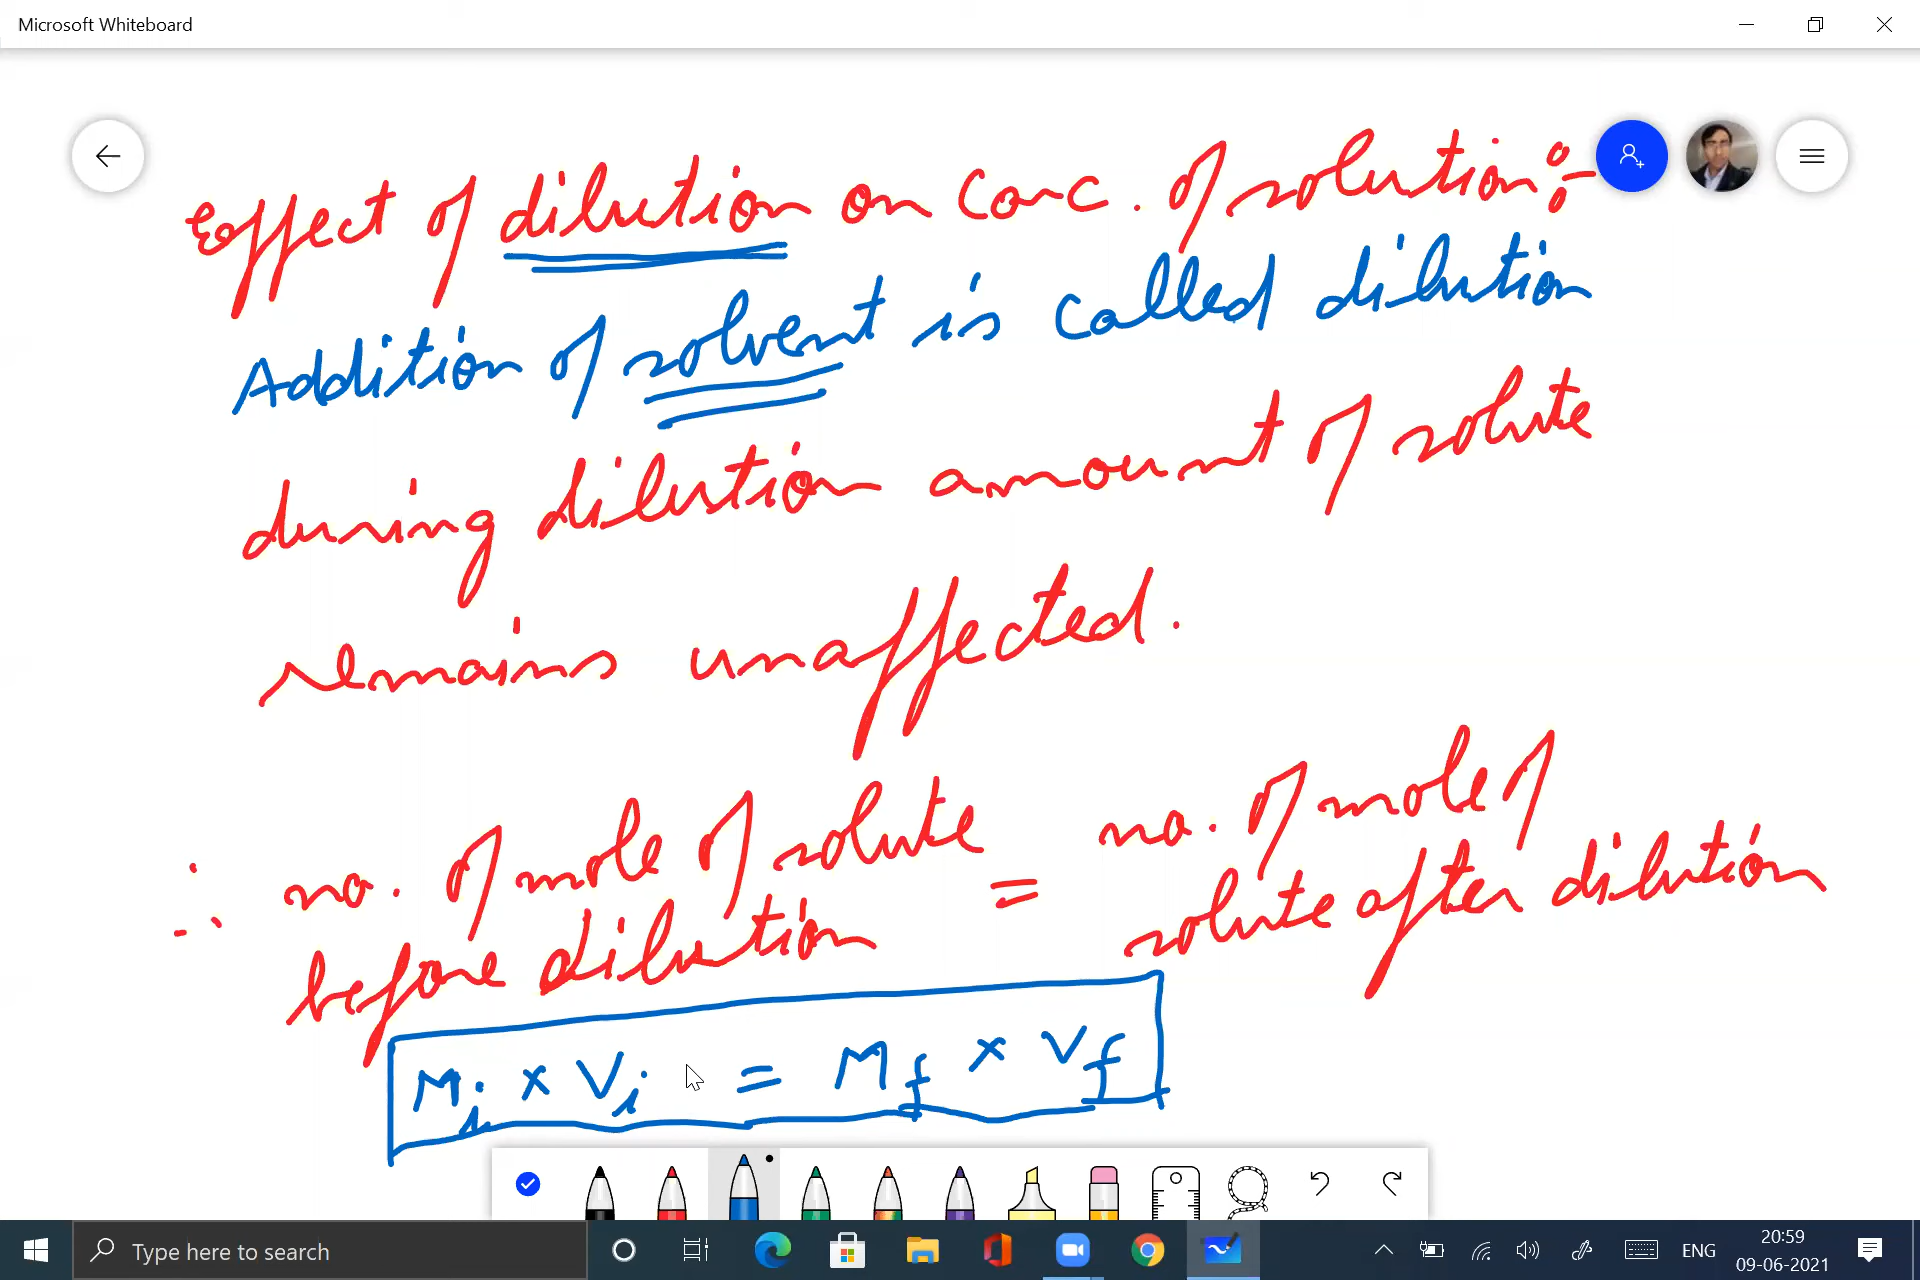 Microsoft Whiteboard
Effect of dilution on Conc. of solution :-
Addition of solvent is called dilution
during dilution amount of solute
remains unaffected.
∴ no. of mole of solute before dilution = no. of mole of solute after dilution
Mi × Vi = Mf × Vf
Type here to search
ENG
20:59
09-06-2021